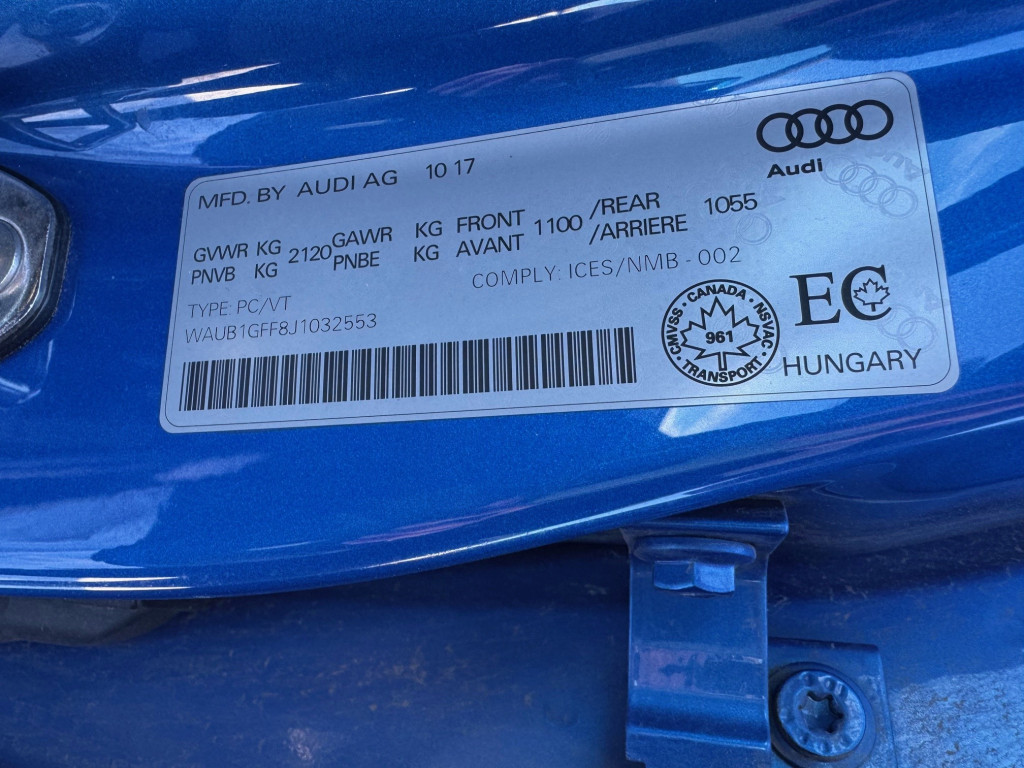 Audi
MFD. BY AUDI AG 10 17
GVWR KG 2120 GAWR KG FRONT 1100 /REAR 1055
PNVB KG PNBE KG AVANT /ARRIERE
COMPLY: ICES/NMB - 002
TYPE: PC/VT
WAUB1GFF8J1032553
CANADA · NSVAC · TRANSPORT · CMVSS
961
EC
HUNGARY